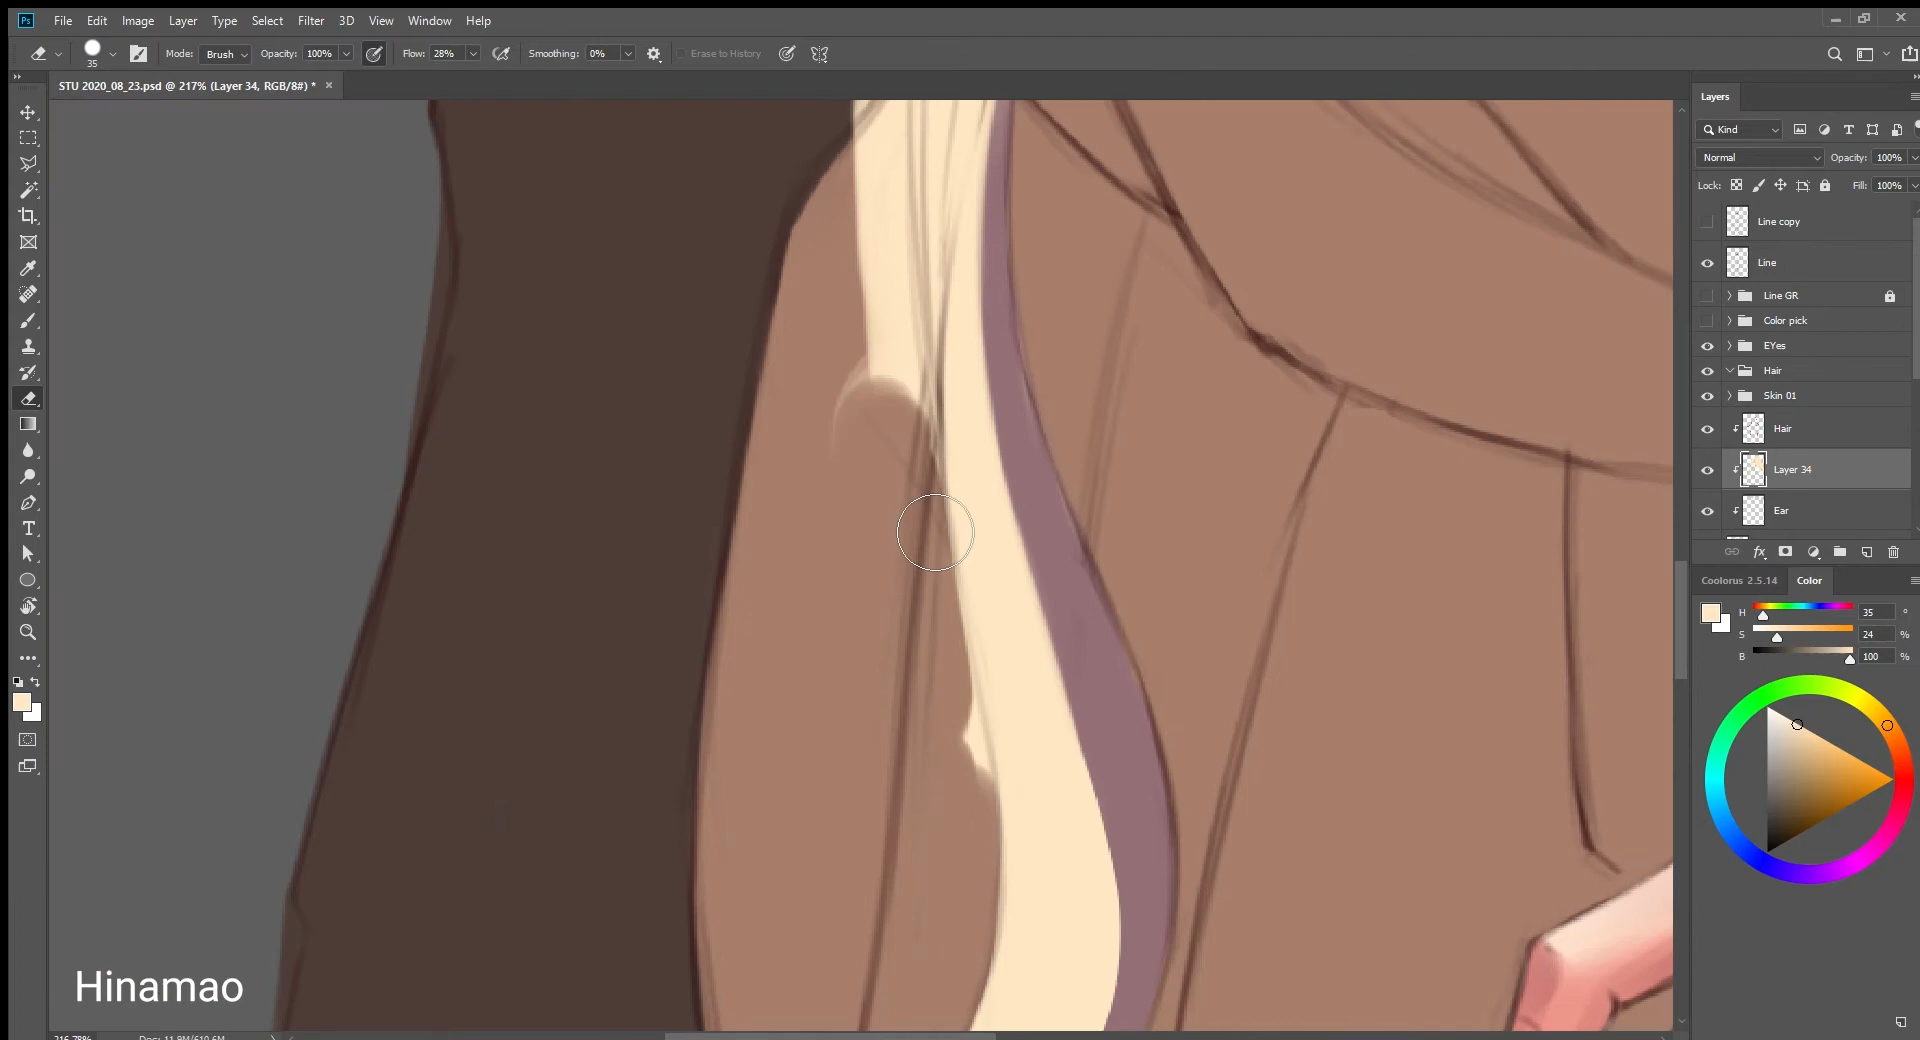 Ps File Edit Image Layer Type Select Filter 3D View Window Help
35 Mode: Brush Opacity: 100% Flow: 28% Smoothing: 0% Erase to History
STU 2020_08_23.psd @ 217% (Layer 34, RGB/8#) * ×
Layers
Kind
Normal Opacity: 100%
Lock: Fill: 100%
Line copy
Line
Line GR
Color pick
EYes
Hair
Skin 01
Hair
Layer 34
Ear
fx
Coolorus 2.5.14 Color
H 35 °
S 24 %
B 100 %
Hinamao